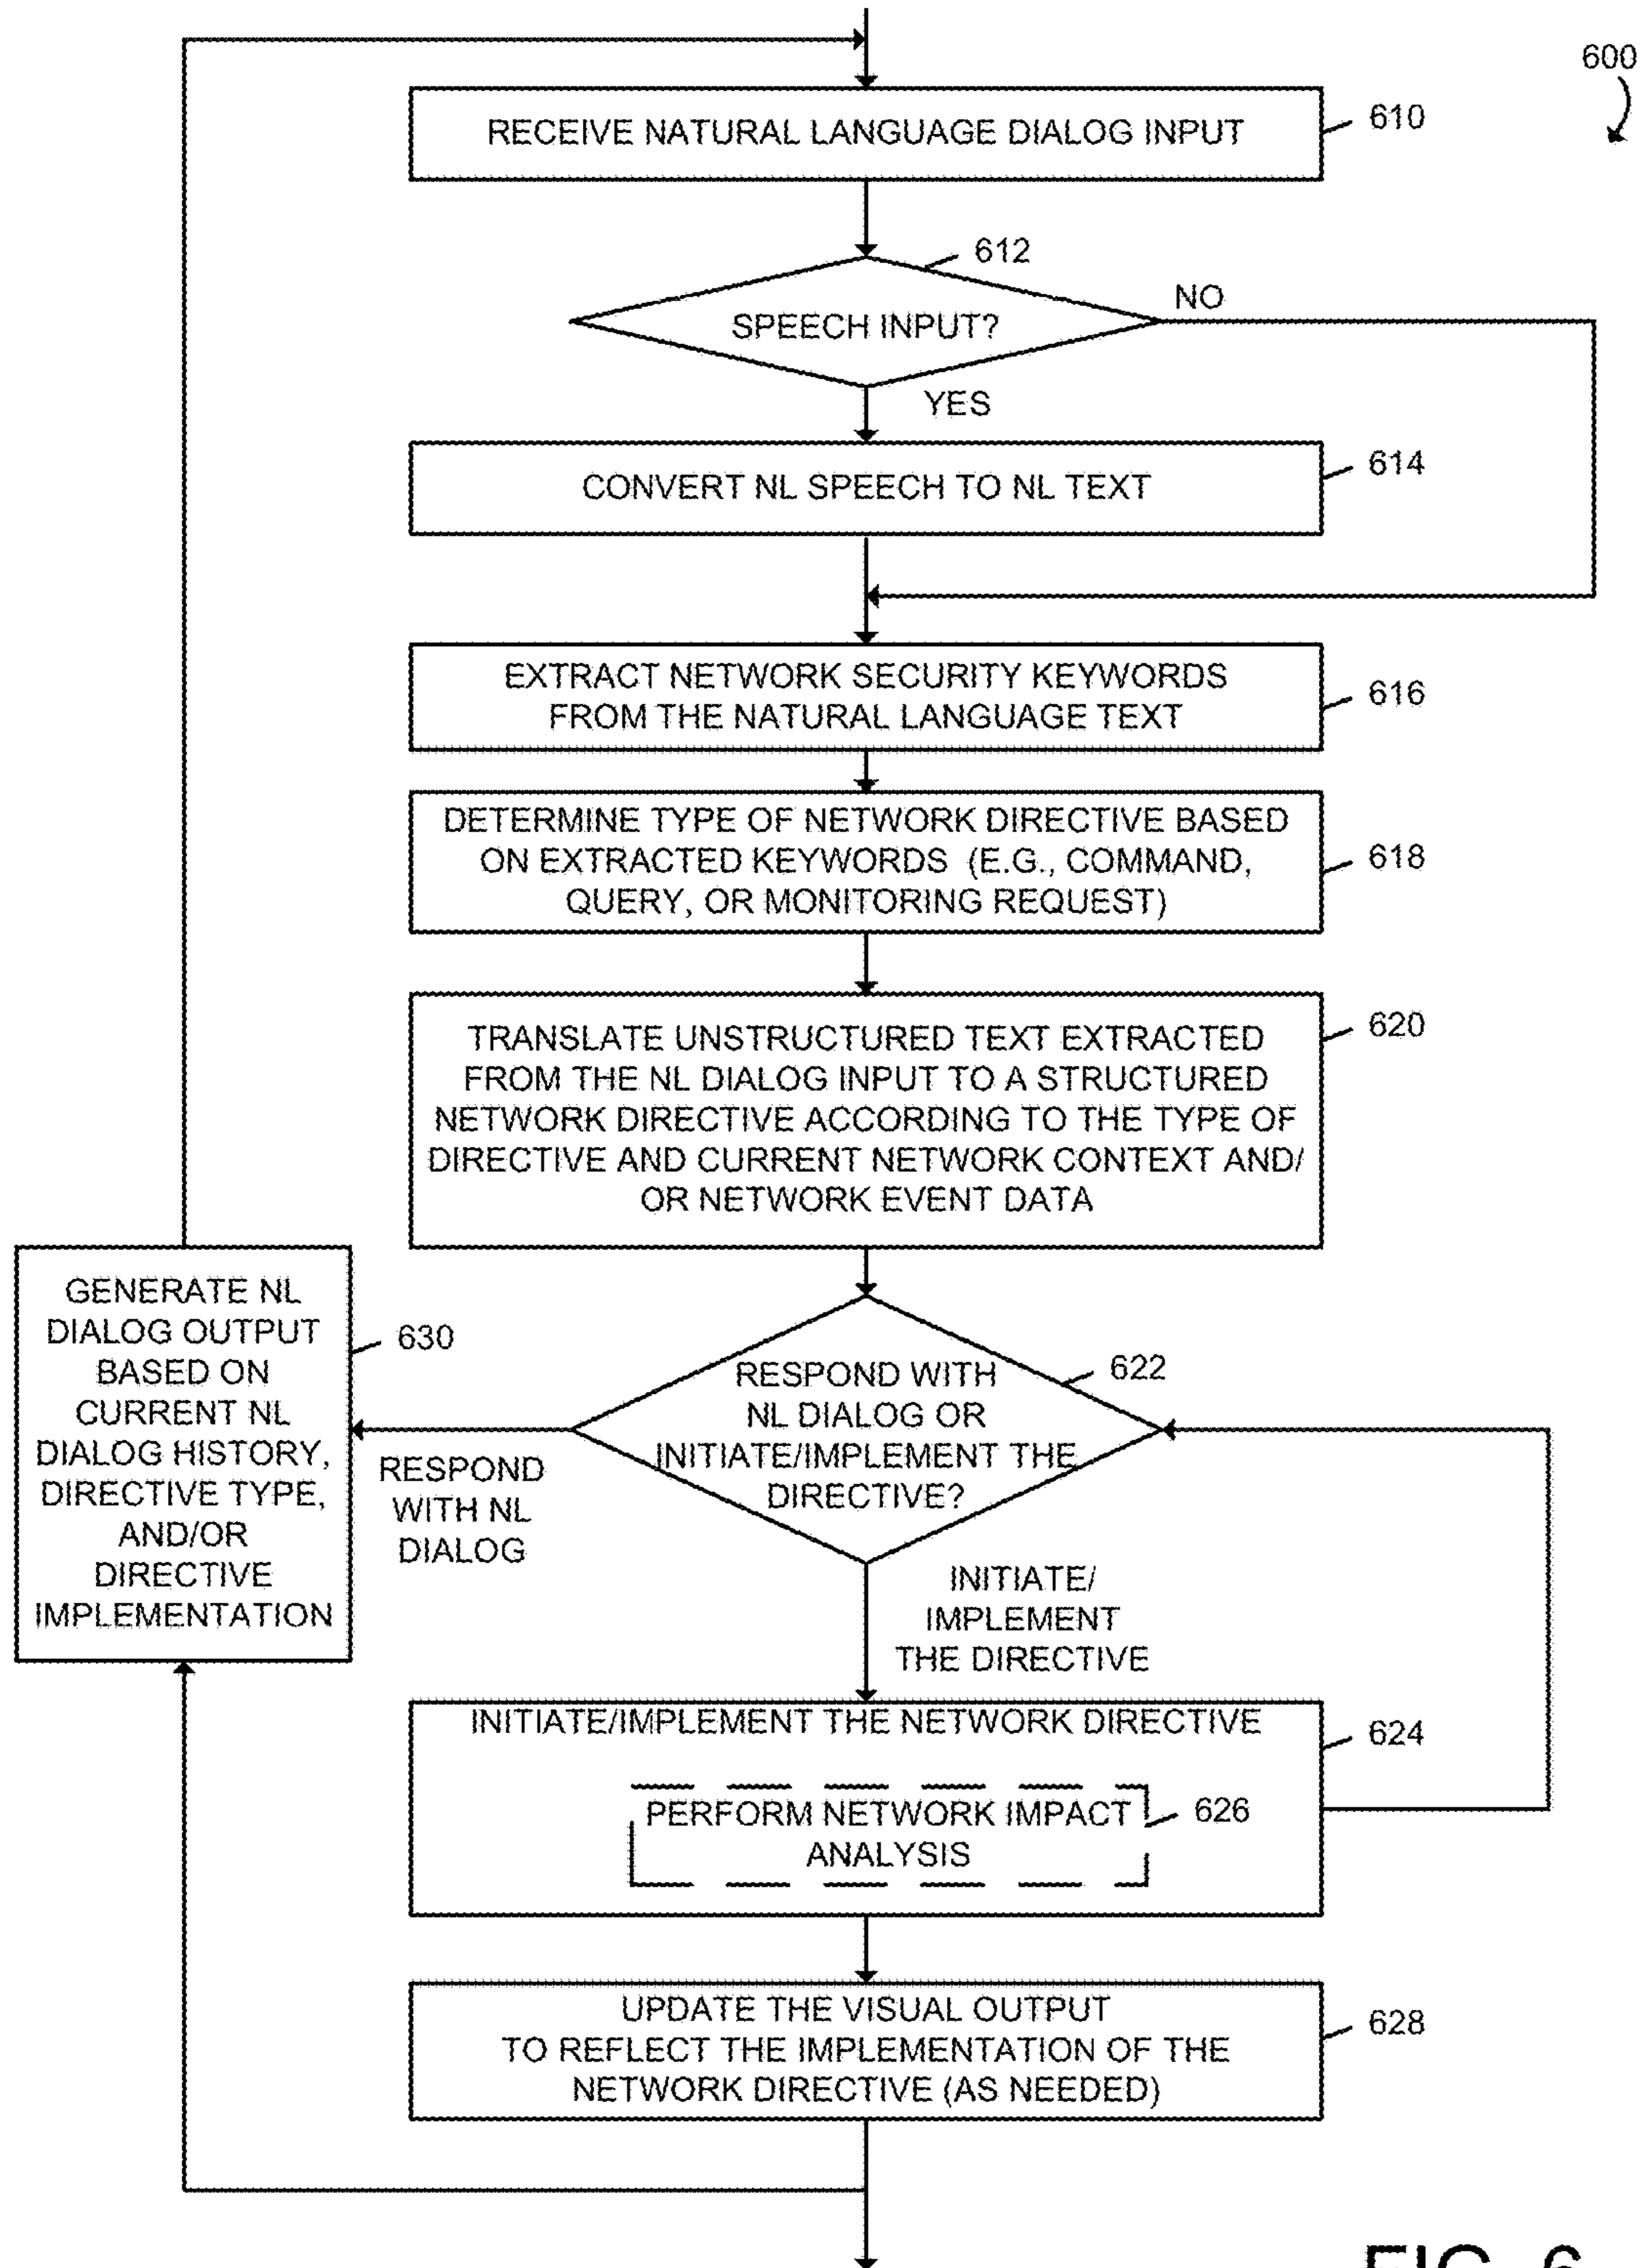 600
RECEIVE NATURAL LANGUAGE DIALOG INPUT
610
612
SPEECH INPUT?
NO
YES
CONVERT NL SPEECH TO NL TEXT
614
EXTRACT NETWORK SECURITY KEYWORDS
FROM THE NATURAL LANGUAGE TEXT
616
DETERMINE TYPE OF NETWORK DIRECTIVE BASED
ON EXTRACTED KEYWORDS (E.G., COMMAND,
QUERY, OR MONITORING REQUEST)
618
TRANSLATE UNSTRUCTURED TEXT EXTRACTED
FROM THE NL DIALOG INPUT TO A STRUCTURED
NETWORK DIRECTIVE ACCORDING TO THE TYPE OF
DIRECTIVE AND CURRENT NETWORK CONTEXT AND/
OR NETWORK EVENT DATA
620
GENERATE NL
DIALOG OUTPUT
BASED ON
CURRENT NL
DIALOG HISTORY,
DIRECTIVE TYPE,
AND/OR
DIRECTIVE
IMPLEMENTATION
630
RESPOND WITH
NL DIALOG OR
INITIATE/IMPLEMENT THE
DIRECTIVE?
622
RESPOND
WITH NL
DIALOG
INITIATE/
IMPLEMENT
THE DIRECTIVE
INITIATE/IMPLEMENT THE NETWORK DIRECTIVE
624
PERFORM NETWORK IMPACT
ANALYSIS
626
UPDATE THE VISUAL OUTPUT
TO REFLECT THE IMPLEMENTATION OF THE
NETWORK DIRECTIVE (AS NEEDED)
628
FIG. 6